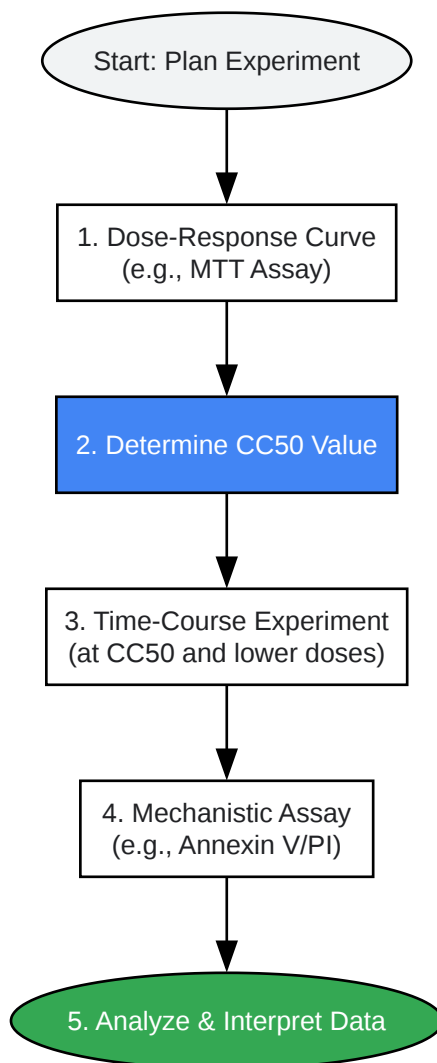 Start: Plan Experiment
1. Dose-Response Curve
(e.g., MTT Assay)
2. Determine CC50 Value
3. Time-Course Experiment
(at CC50 and lower doses)
4. Mechanistic Assay
(e.g., Annexin V/PI)
5. Analyze & Interpret Data